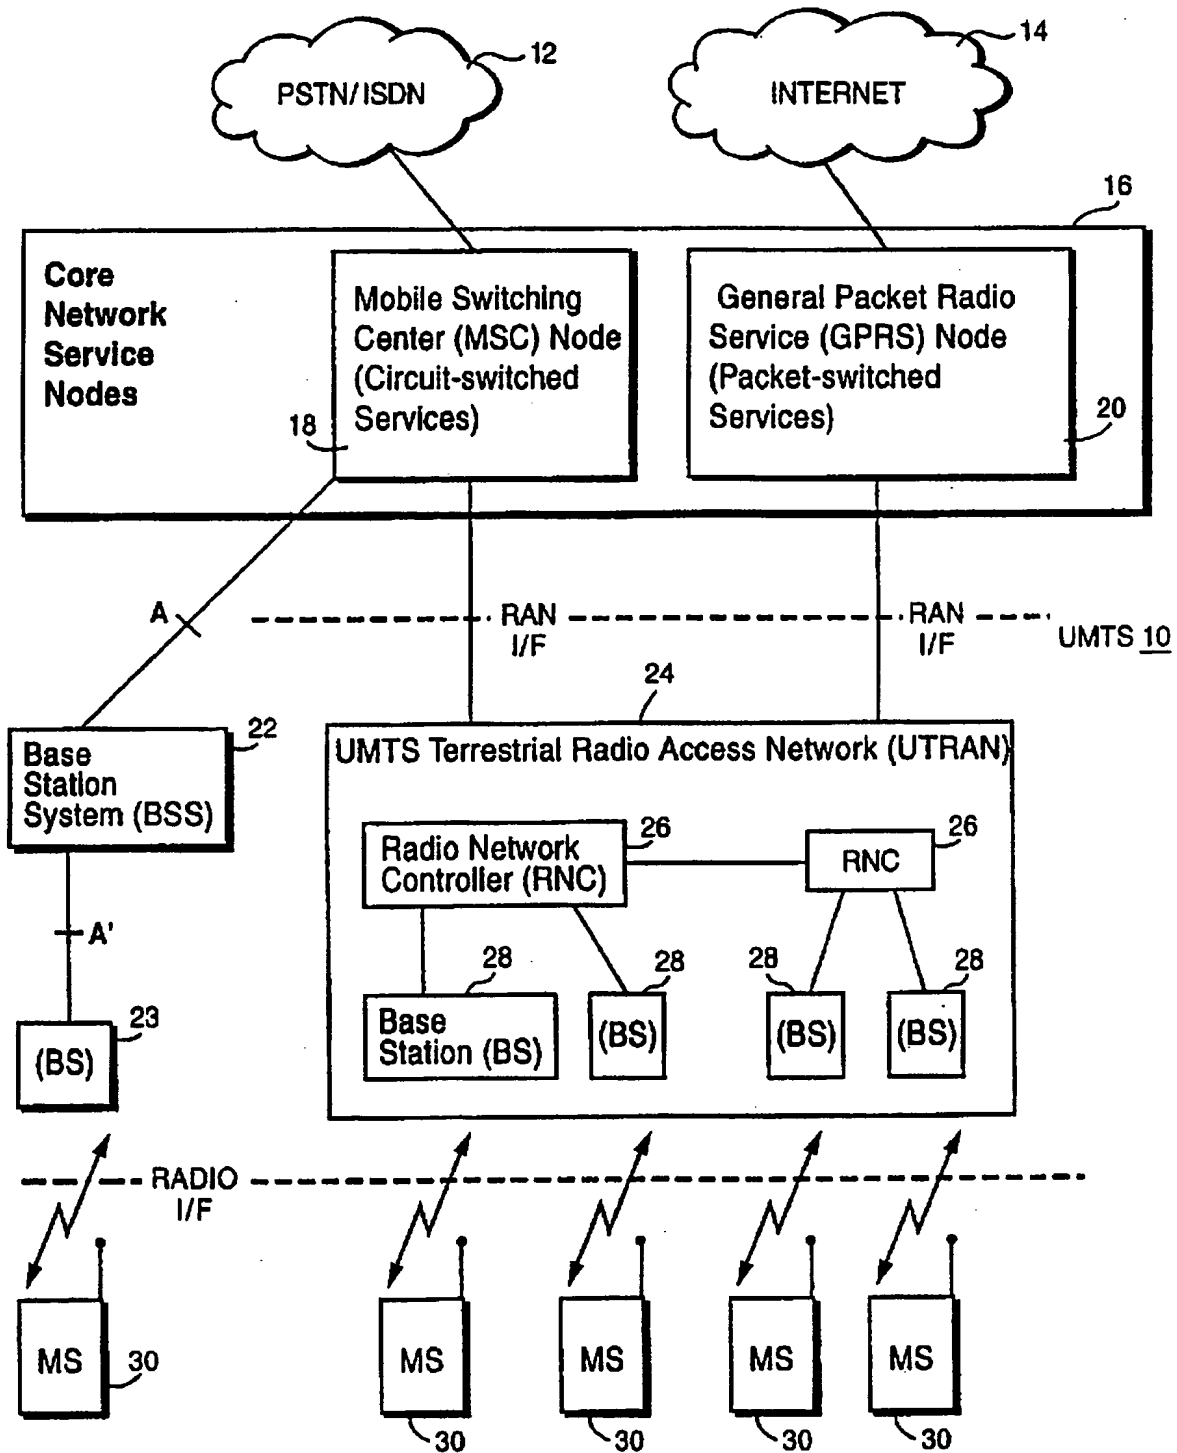 12
14
PSTN/ISDN
INTERNET
16
Core
Network
Service
Nodes
Mobile Switching
Center (MSC) Node
(Circuit-switched
Services)
18
General Packet Radio
Service (GPRS) Node
(Packet-switched
Services)
20
A
RAN
I/F
RAN
I/F
UMTS 10
24
22
Base
Station
System (BSS)
UMTS Terrestrial Radio Access Network (UTRAN)
26
Radio Network
Controller (RNC)
26
RNC
A'
28
28
28
28
23
(BS)
Base
Station (BS)
(BS)
(BS)
(BS)
RADIO
I/F
MS
30
MS
30
MS
30
MS
30
MS
30